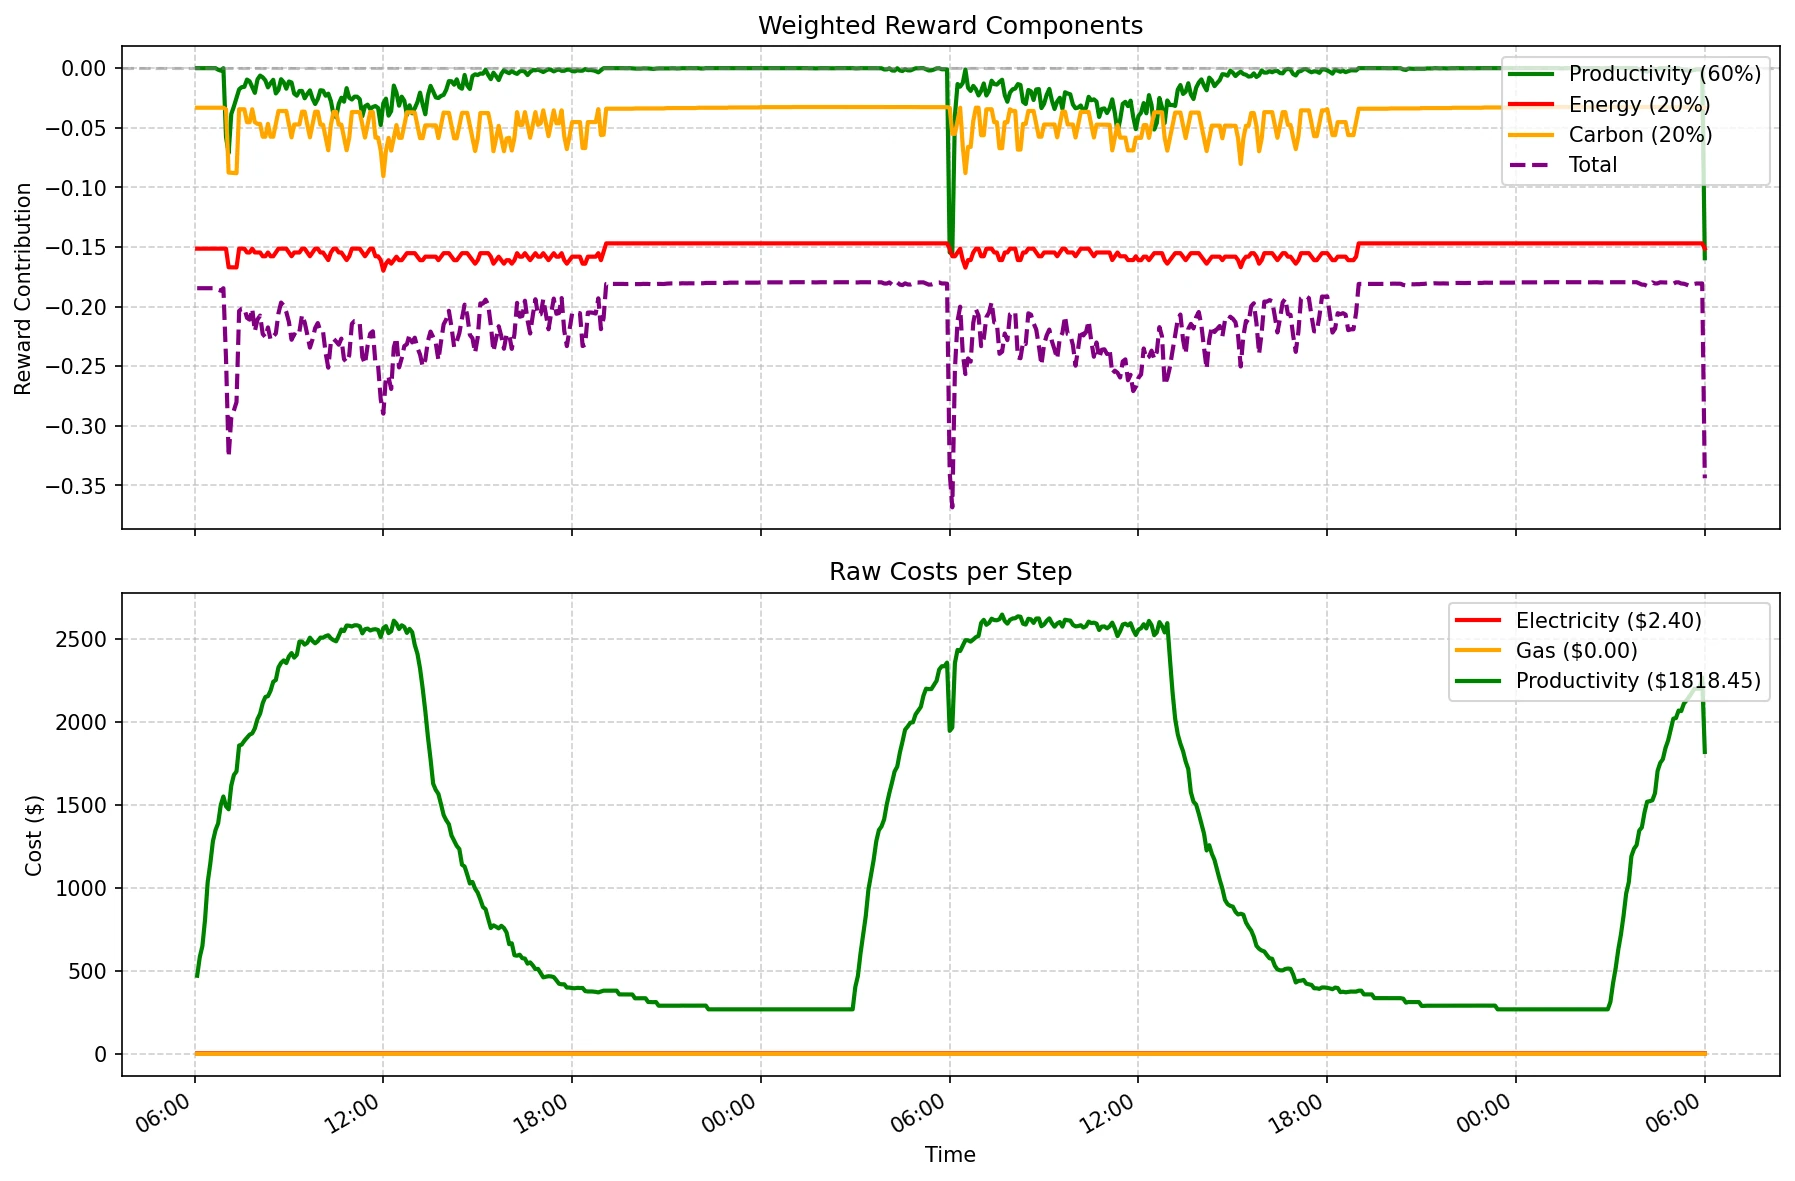 Weighted Reward Components
0.00
−0.05
−0.10
−0.15
−0.20
−0.25
−0.30
−0.35
Reward Contribution
Productivity (60%)
Energy (20%)
Carbon (20%)
Total
Raw Costs per Step
2500
2000
1500
1000
500
0
Cost ($)
Electricity ($2.40)
Gas ($0.00)
Productivity ($1818.45)
06:00
12:00
18:00
00:00
06:00
12:00
18:00
00:00
06:00
Time